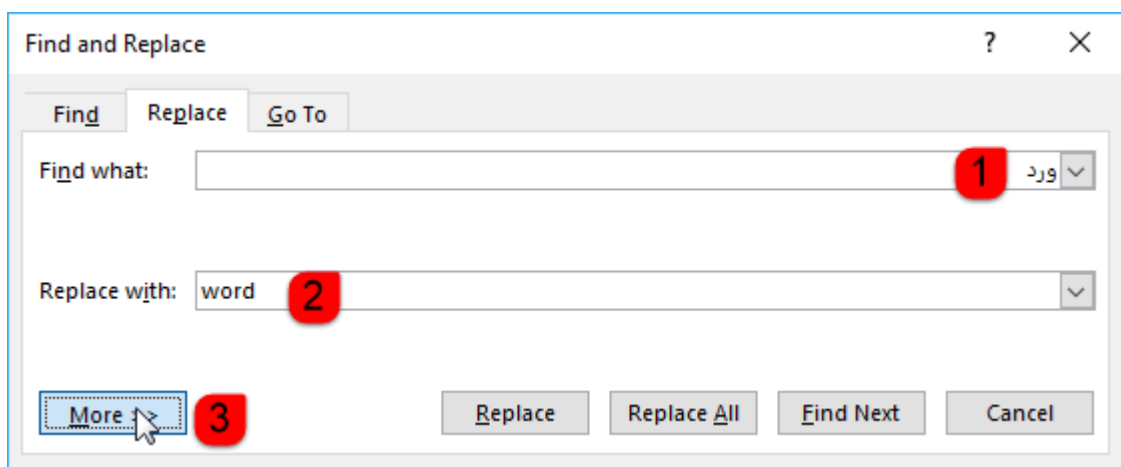 Find and Replace ? ×
Find Replace Go To
Find what: 1 ورد
Replace with: word 2
More >> 3 Replace Replace All Find Next Cancel